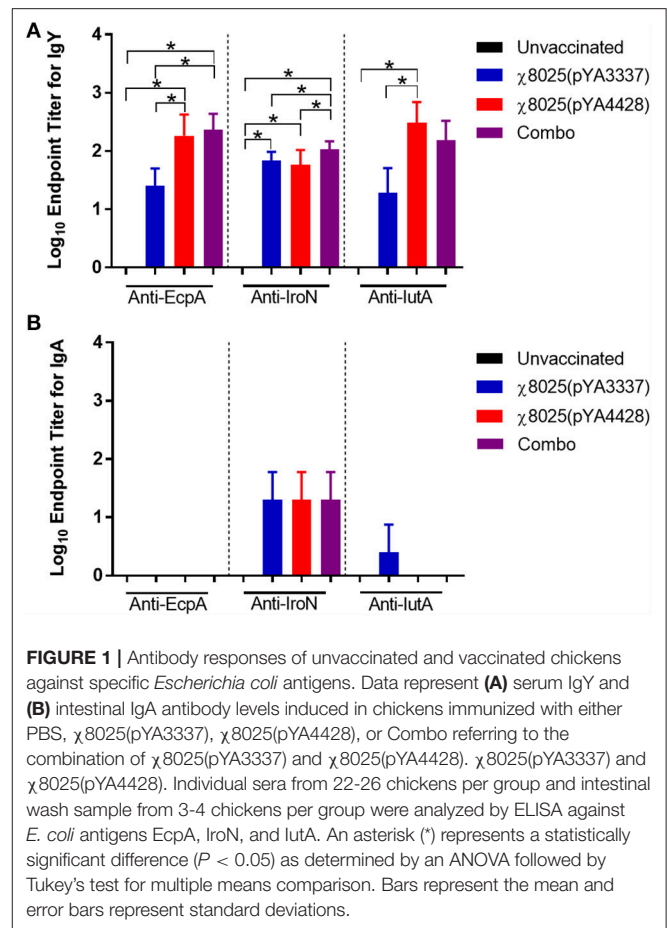 A
Unvaccinated
χ8025(pYA3337)
χ8025(pYA4428)
Combo
Log10 Endpoint Titer for IgY
4
3
2
1
0
* * * *
* * * * *
* *
Anti-EcpA Anti-IroN Anti-IutA
B
Unvaccinated
χ8025(pYA3337)
χ8025(pYA4428)
Combo
Log10 Endpoint Titer for IgA
4
3
2
1
0
Anti-EcpA Anti-IroN Anti-IutA
FIGURE 1 | Antibody responses of unvaccinated and vaccinated chickens
against specific Escherichia coli antigens. Data represent (A) serum IgY and
(B) intestinal IgA antibody levels induced in chickens immunized with either
PBS, χ8025(pYA3337), χ8025(pYA4428), or Combo referring to the
combination of χ8025(pYA3337) and χ8025(pYA4428). χ8025(pYA3337) and
χ8025(pYA4428). Individual sera from 22-26 chickens per group and intestinal
wash sample from 3-4 chickens per group were analyzed by ELISA against
E. coli antigens EcpA, IroN, and IutA. An asterisk (*) represents a statistically
significant difference (P < 0.05) as determined by an ANOVA followed by
Tukey's test for multiple means comparison. Bars represent the mean and
error bars represent standard deviations.